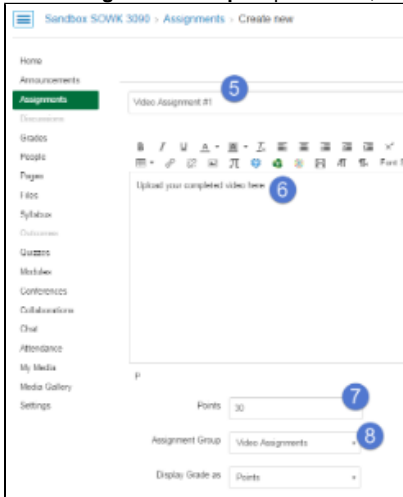 Sandbox SOWK 3090 > Assignments > Create new
Home
Announcements
Assignments
Discussions
Grades
People
Pages
Files
Syllabus
Outcomes
Quizzes
Modules
Conferences
Collaborations
Chat
Attendance
My Media
Media Gallery
Settings
Video Assignment #1
5
B I U A
Upload your completed video here
6
P
Points 30
7
Assignment Group Video Assignments
8
Display Grade as Points